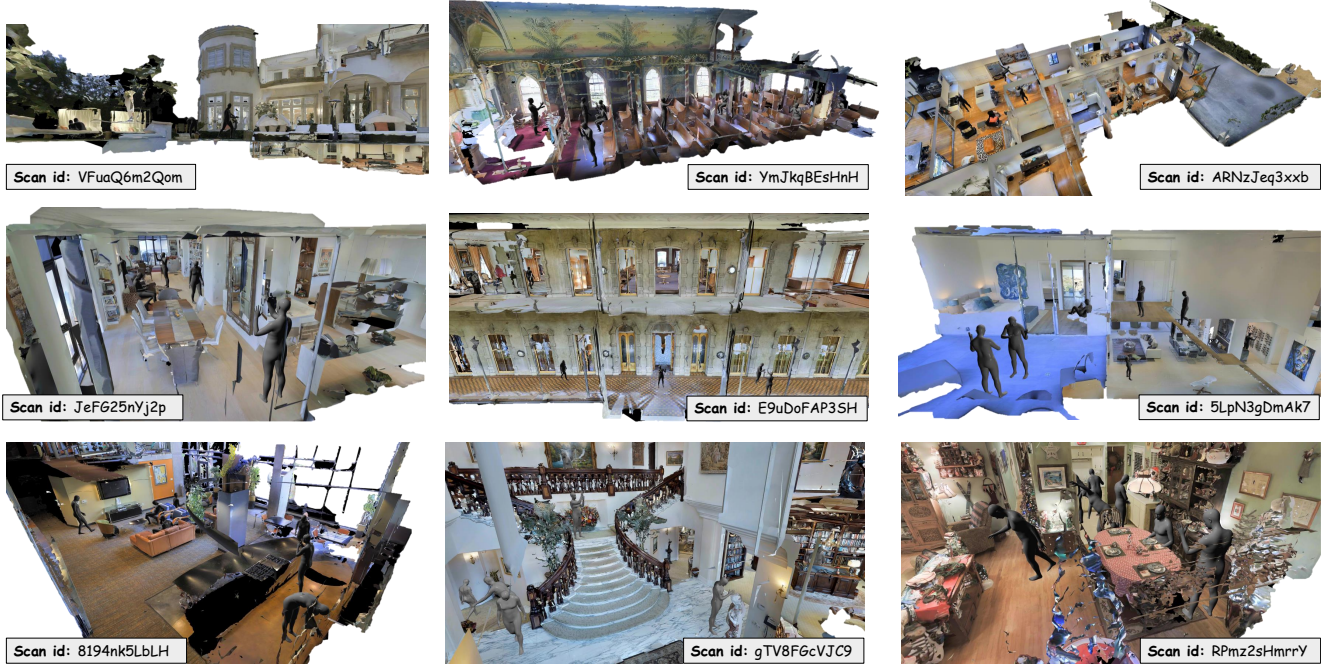 Scan id: VFuaQ6m2Qom
Scan id: YmJkqBEsHnH
Scan id: ARNzJeq3xxb
Scan id: JeFG25nYj2p
Scan id: E9uDoFAP3SH
Scan id: 5LpN3gDmAk7
Scan id: 8194nk5LbLH
Scan id: gTV8FGcVJC9
Scan id: RPmz2sHmrrY